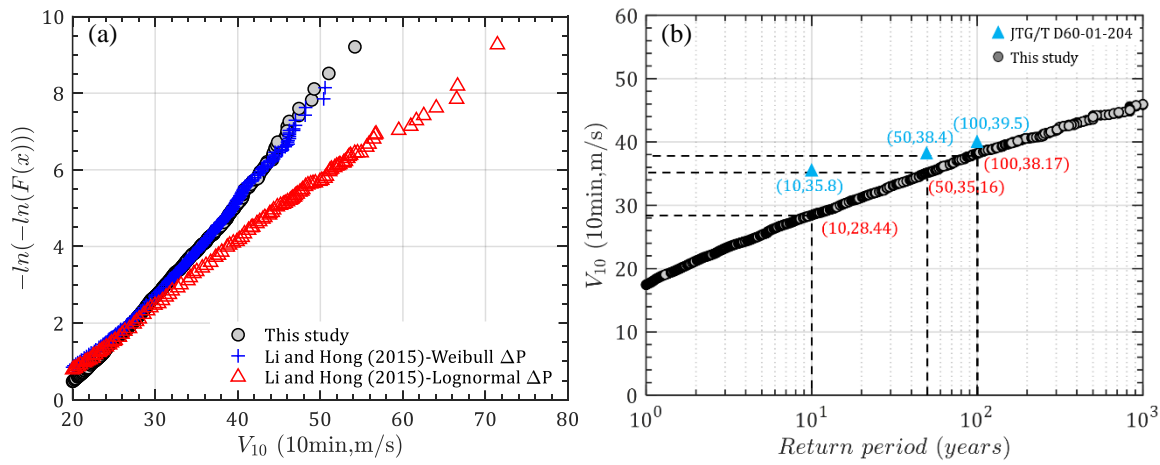 (a)
−ln(−ln(F(x)))
10
8
6
4
2
0
20 30 40 50 60 70 80
V10 (10min,m/s)
This study
Li and Hong (2015)-Weibull ΔP
Li and Hong (2015)-Lognormal ΔP
(b)
V10 (10min,m/s)
60
50
40
30
20
10
0
10^0 10^1 10^2 10^3
Return period (years)
JTG/T D60-01-204
This study
(100,39.5)
(50,38.4)
(100,38.17)
(10,35.8)
(50,35.16)
(10,28.44)